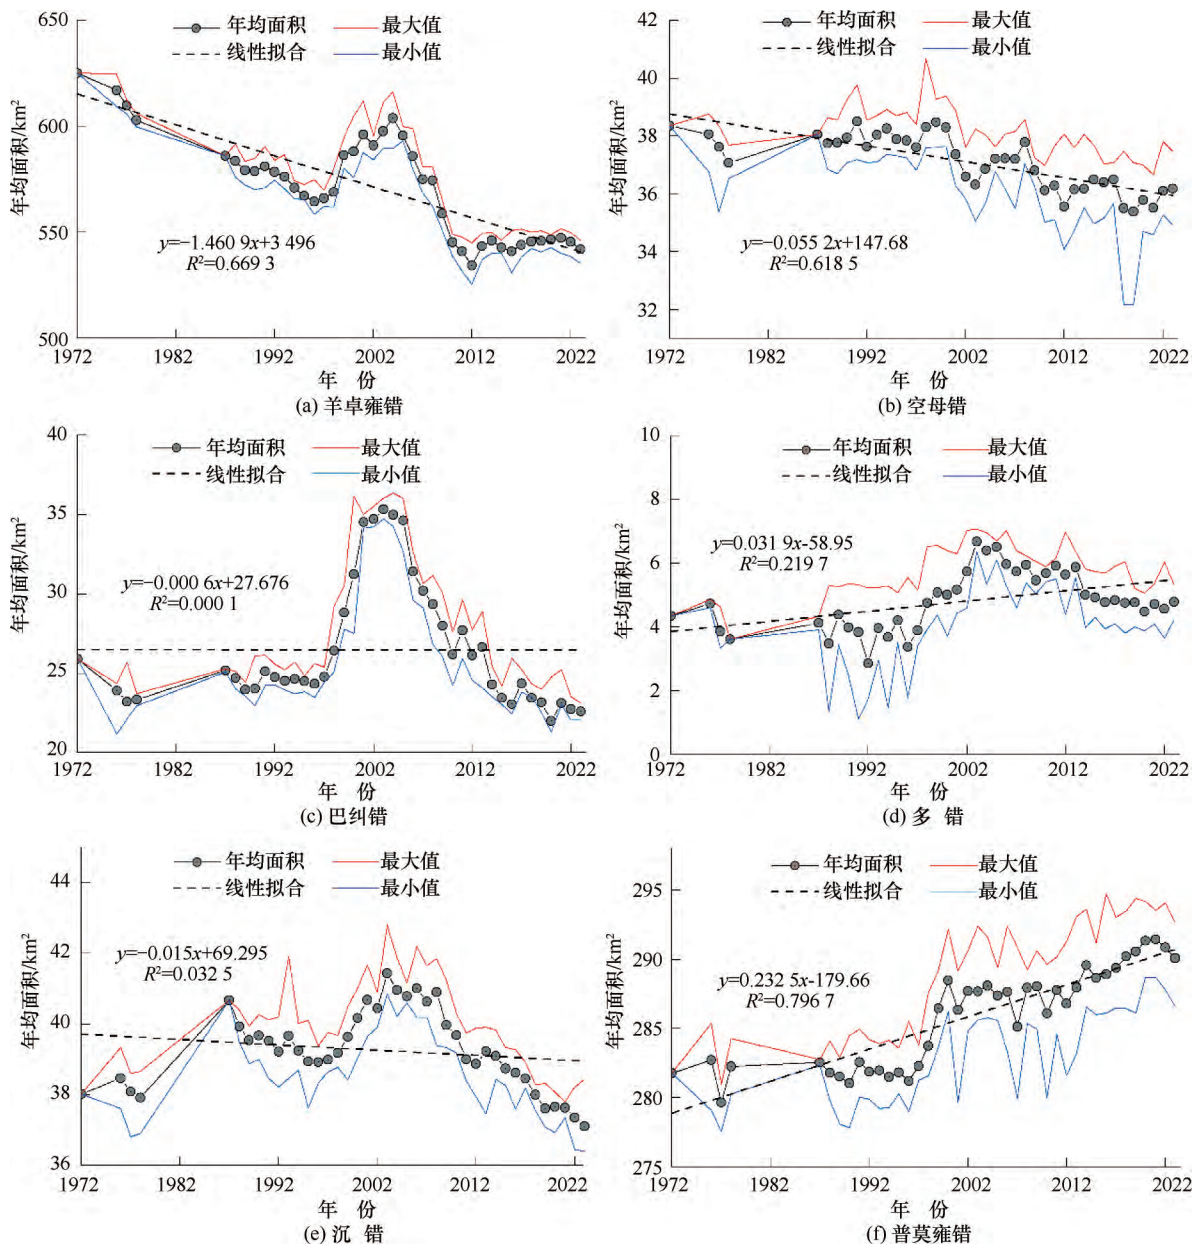 650
600
550
500
年均面积/km²
年均面积
最大值
线性拟合
最小值
y=−1.460 9x+3 496
R²=0.669 3
1972 1982 1992 2002 2012 2022
年 份
(a) 羊卓雍错
42
40
38
36
34
32
年均面积/km²
年均面积
最大值
线性拟合
最小值
y=−0.055 2x+147.68
R²=0.618 5
1972 1982 1992 2002 2012 2022
年 份
(b) 空母错
40
35
30
25
20
年均面积/km²
年均面积
最大值
线性拟合
最小值
y=−0.000 6x+27.676
R²=0.000 1
1972 1982 1992 2002 2012 2022
年 份
(c) 巴纠错
10
8
6
4
2
0
年均面积/km²
年均面积
最大值
线性拟合
最小值
y=0.031 9x-58.95
R²=0.219 7
1972 1982 1992 2002 2012 2022
年 份
(d) 多 错
44
42
40
38
36
年均面积/km²
年均面积
最大值
线性拟合
最小值
y=−0.015x+69.295
R²=0.032 5
1972 1982 1992 2002 2012 2022
年 份
(e) 沉 错
295
290
285
280
275
年均面积/km²
年均面积
最大值
线性拟合
最小值
y=0.232 5x-179.66
R²=0.796 7
1972 1982 1992 2002 2012 2022
年 份
(f) 普莫雍错